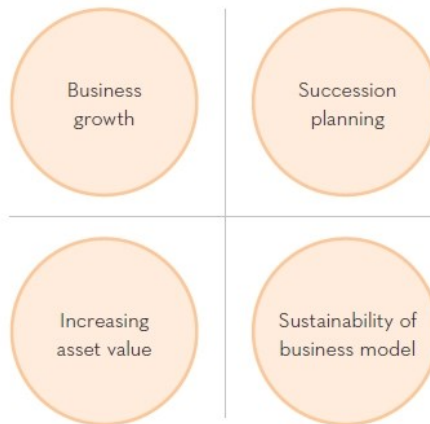 Business
growth
Succession
planning
Increasing
asset value
Sustainability of
business model